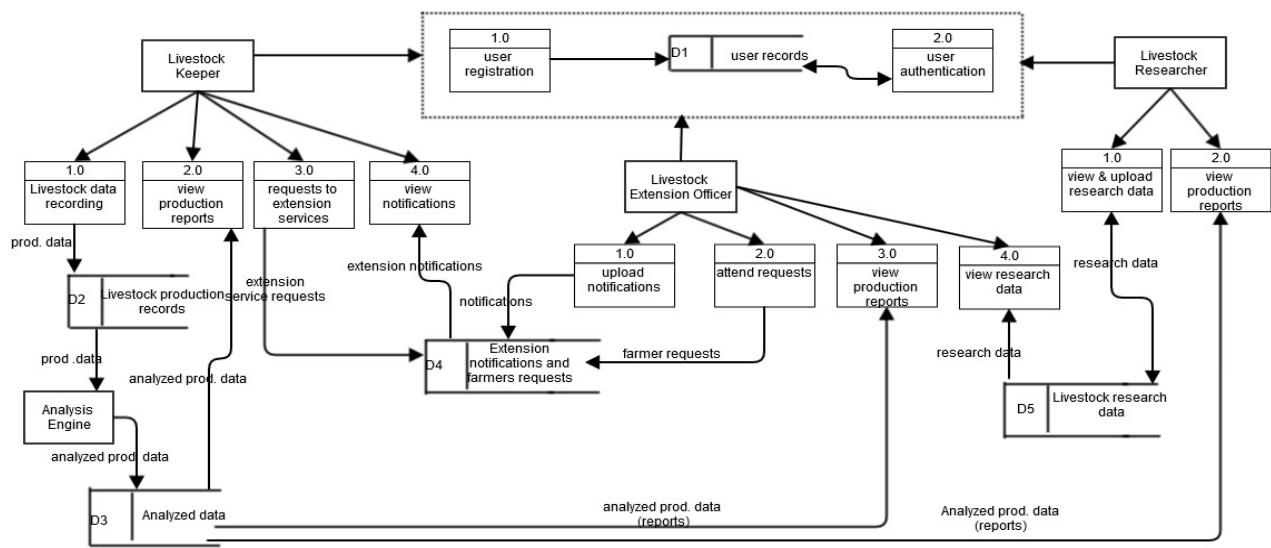 1.0
user
registration
D1
user records
2.0
user
authentication
Livestock
Keeper
Livestock
Researcher
1.0
Livestock data
recording
2.0
view
production
reports
3.0
requests to
extension
services
4.0
view
notifications
Livestock
Extension Officer
1.0
view & upload
research data
2.0
view
production
reports
prod. data
extension
service requests
extension notifications
1.0
upload
notifications
2.0
attend requests
3.0
view
production
reports
4.0
view research
data
research data
D2
Livestock production
records
notifications
prod .data
analyzed prod. data
D4
Extension
notifications and
farmers requests
farmer requests
research data
D5
Livestock research
data
Analysis
Engine
analyzed prod. data
D3
Analyzed data
analyzed prod. data
(reports)
Analyzed prod. data
(reports)